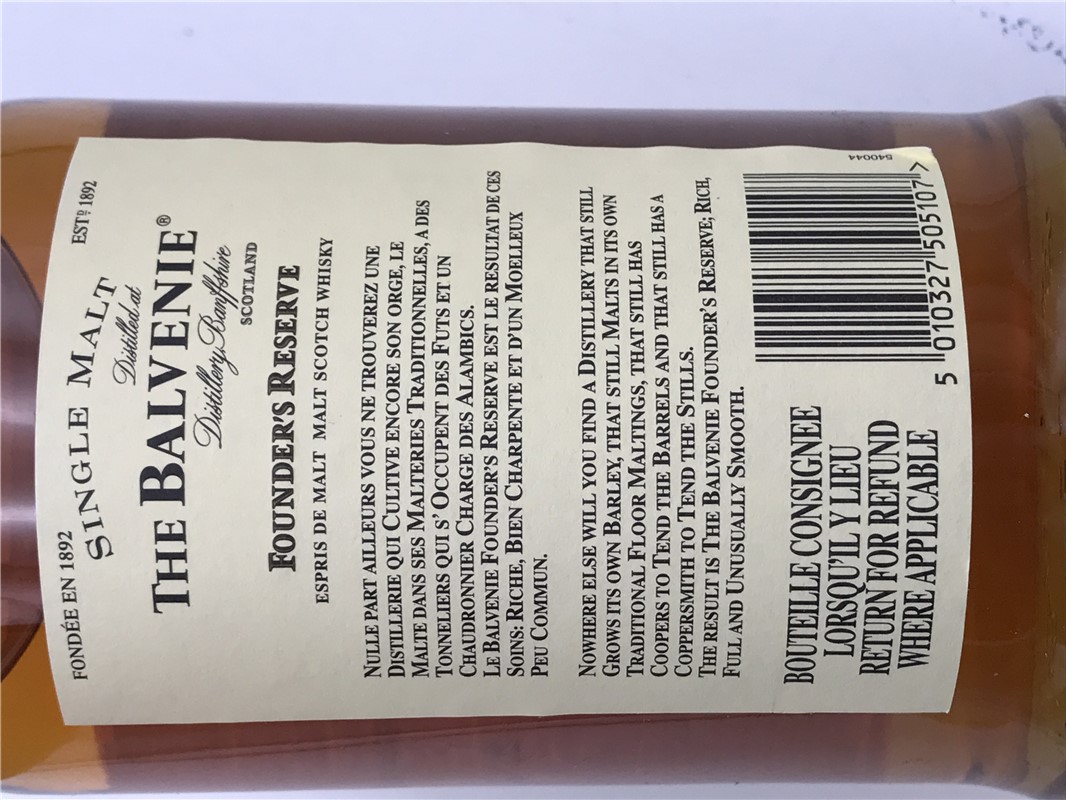 FONDÉE EN 1892 ESTD 1892
SINGLE MALT
Distilled at
THE BALVENIE®
Distillery Banffshire
SCOTLAND
FOUNDER'S RESERVE
ESPRIS DE MALT MALT SCOTCH WHISKY
NULLE PART AILLEURS VOUS NE TROUVEREZ UNE
DISTILLERIE QUI CULTIVE ENCORE SON ORGE, LE
MALTE DANS SES MALTERIES TRADITIONNELLES, A DES
TONNELIERS QUI S'OCCUPENT DES FUTS ET UN
CHAUDRONNIER CHARGE DES ALAMBICS.
LE BALVENIE FOUNDER'S RESERVE EST LE RESULTAT DE CES
SOINS: RICHE, BIEN CHARPENTE ET D'UN MOELLEUX
PEU COMMUN.
NOWHERE ELSE WILL YOU FIND A DISTILLERY THAT STILL
GROWS ITS OWN BARLEY, THAT STILL MALTS IN ITS OWN
TRADITIONAL FLOOR MALTINGS, THAT STILL HAS
COOPERS TO TEND THE BARRELS AND THAT STILL HAS A
COPPERSMITH TO TEND THE STILLS.
THE RESULT IS THE BALVENIE FOUNDER'S RESERVE; RICH,
FULL AND UNUSUALLY SMOOTH.
BOUTEILLE CONSIGNEE
LORSQU'IL Y LIEU
RETURN FOR REFUND
WHERE APPLICABLE
5 010327 505107 >
540044